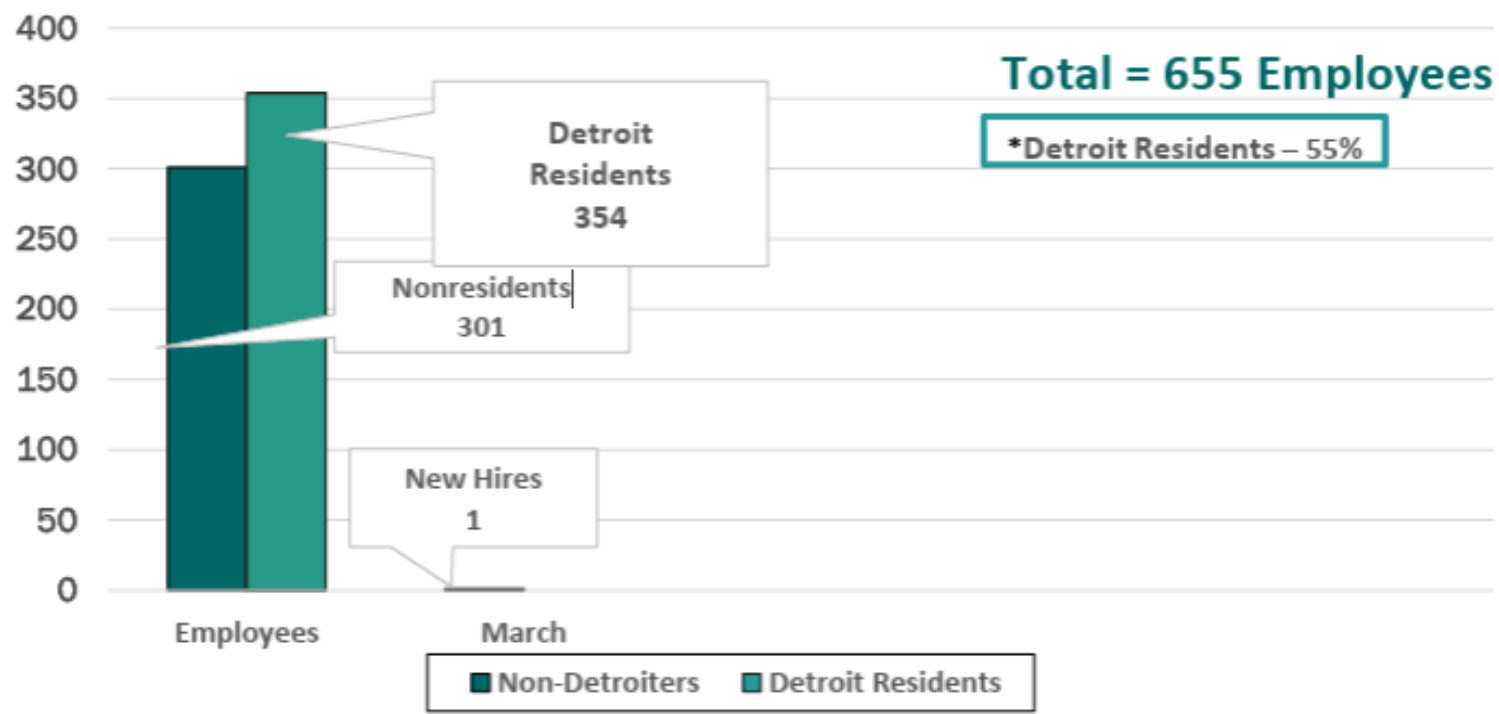 400
350
300
250
200
150
100
50
0
Total = 655 Employees
*Detroit Residents – 55%
Detroit
Residents
354
Nonresidents
301
New Hires
1
Employees
March
Non-Detroiters
Detroit Residents